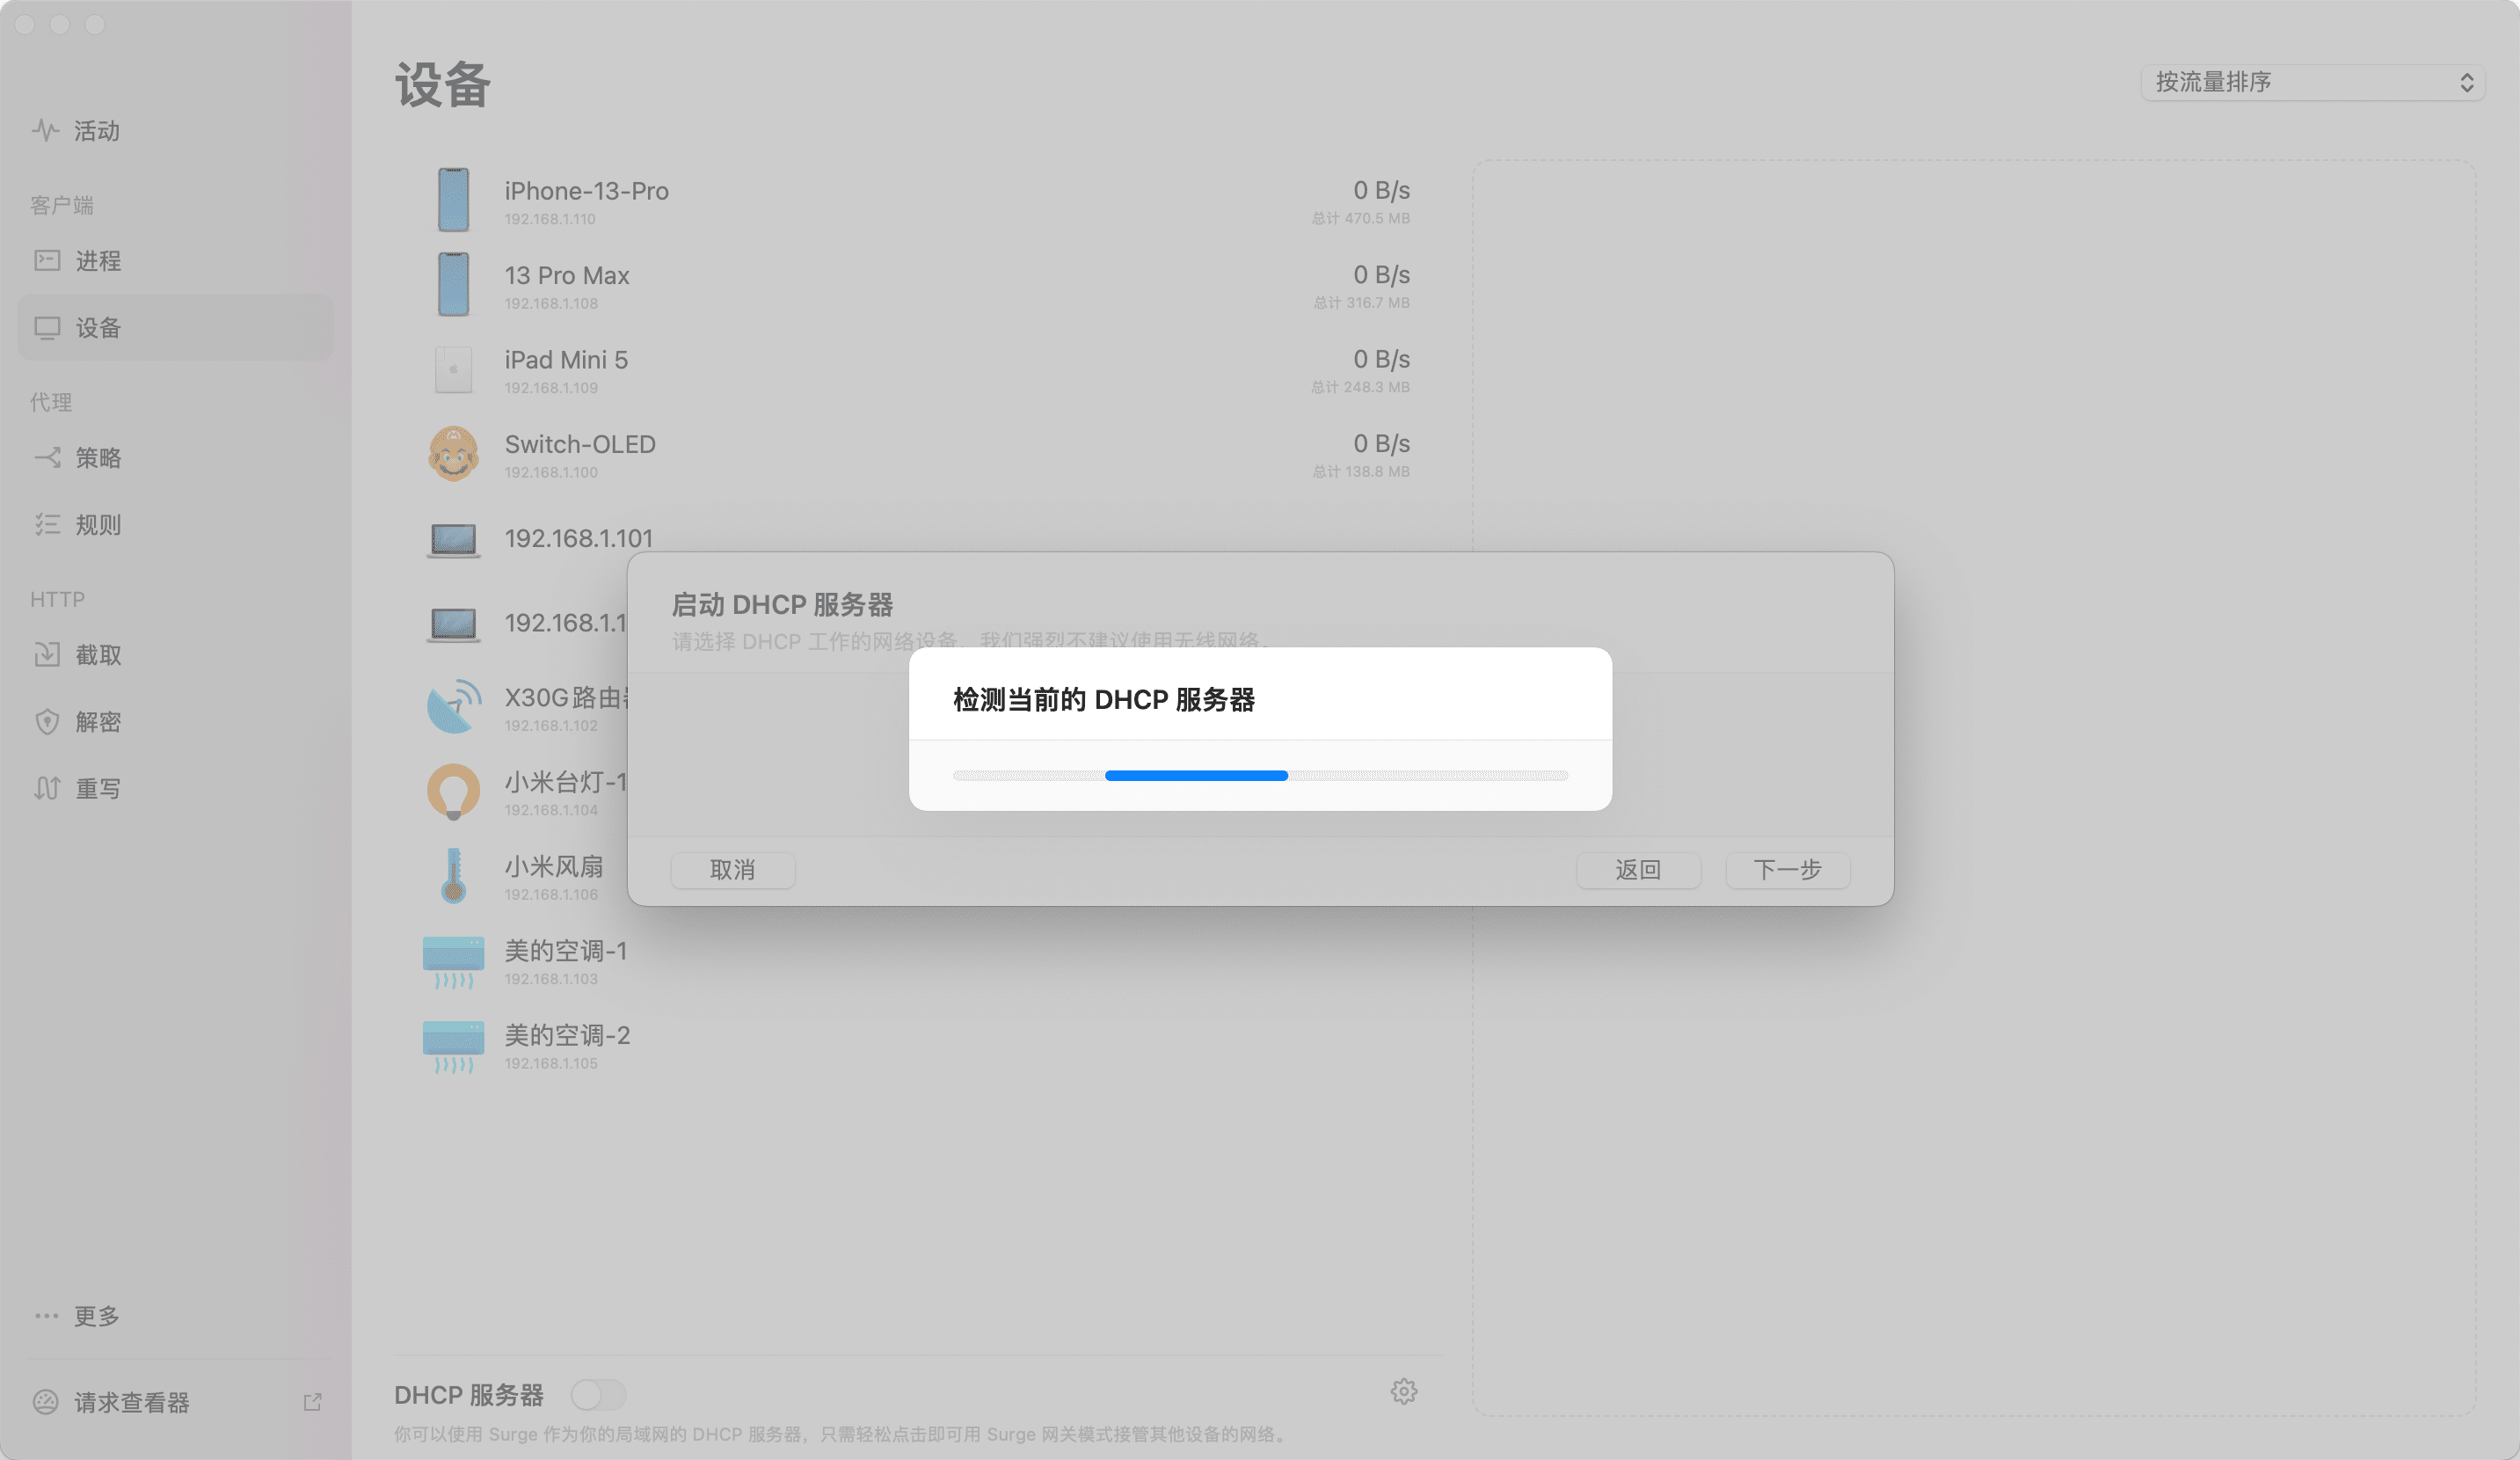 活动
客户端
进程
设备
代理
策略
规则
HTTP
截取
解密
重写
更多
请求查看器
设备
按流量排序
iPhone-13-Pro
192.168.1.110
0 B/s
总计 470.5 MB
13 Pro Max
192.168.1.108
0 B/s
总计 316.7 MB
iPad Mini 5
192.168.1.109
0 B/s
总计 248.3 MB
Switch-OLED
192.168.1.100
0 B/s
总计 138.8 MB
192.168.1.101
192.168.1.1
X30G路由
192.168.1.102
小米台灯-1
192.168.1.104
小米风扇
192.168.1.106
美的空调-1
192.168.1.103
美的空调-2
192.168.1.105
启动 DHCP 服务器
请选择 DHCP 工作的网络设备，我们强烈不建议使用无线网络。
检测当前的 DHCP 服务器
取消
返回
下一步
DHCP 服务器
你可以使用 Surge 作为你的局域网的 DHCP 服务器，只需轻松点击即可用 Surge 网关模式接管其他设备的网络。